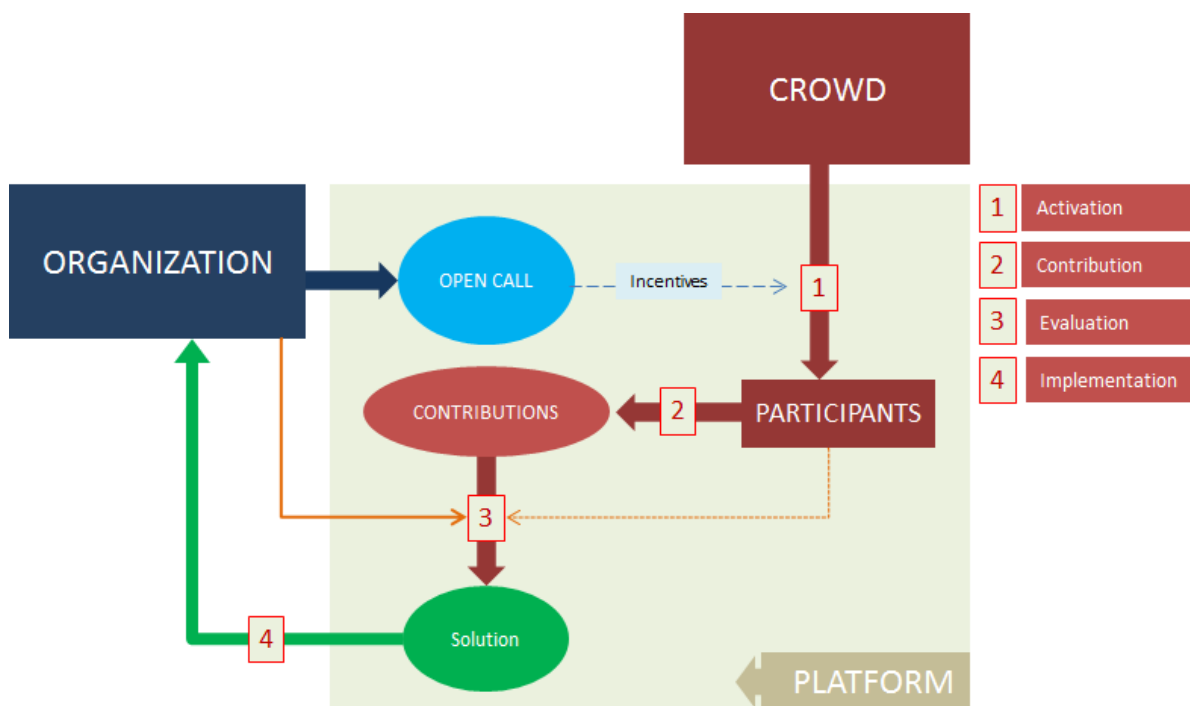 CROWD
ORGANIZATION
OPEN CALL
Incentives
1
1 Activation
2 Contribution
3 Evaluation
4 Implementation
CONTRIBUTIONS
2
PARTICIPANTS
3
Solution
4
PLATFORM